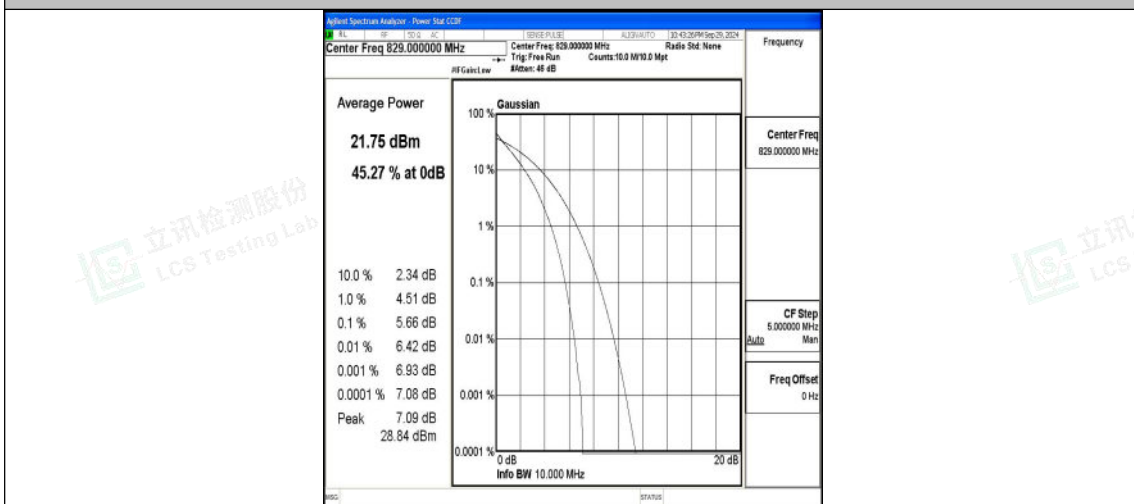 Agilent Spectrum Analyzer - Power Stat CCDF
RL RF 50 Ω AC SENSE:PULSE ALIGNAUTO 10:43:26PM Sep 29, 2024
Center Freq 829.000000 MHz
Center Freq: 829.000000 MHz Radio Std: None
Trig: Free Run Counts:10.0 M/10.0 Mpt
#IFGain:Low #Atten: 46 dB
Frequency
Average Power
21.75 dBm
45.27 % at 0dB
10.0 % 2.34 dB
1.0 % 4.51 dB
0.1 % 5.66 dB
0.01 % 6.42 dB
0.001 % 6.93 dB
0.0001 % 7.08 dB
Peak 7.09 dB
28.84 dBm
Gaussian
100 %
10 %
1 %
0.1 %
0.01 %
0.001 %
0.0001 %
0 dB 20 dB
Info BW 10.000 MHz
Center Freq
829.000000 MHz
CF Step
5.000000 MHz
Auto Man
Freq Offset
0 Hz
MSG STATUS
立讯检测股份
LCS Testing Lab
立讯
LCS